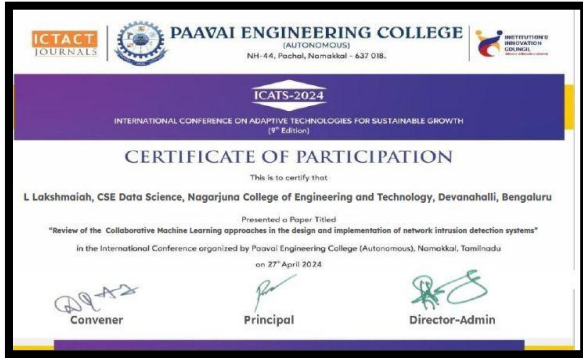 ICTACT
JOURNALS
PAAVAI ENGINEERING COLLEGE
(AUTONOMOUS)
NH-44, Pachal, Namakkal - 637 018.
INSTITUTION'S
INNOVATION
COUNCIL
ICATS-2024
INTERNATIONAL CONFERENCE ON ADAPTIVE TECHNOLOGIES FOR SUSTAINABLE GROWTH
(9th Edition)
CERTIFICATE OF PARTICIPATION
This is to certify that
L Lakshmaiah, CSE Data Science, Nagarjuna College of Engineering and Technology, Devanahalli, Bengaluru
Presented a Paper Titled
"Review of the Collaborative Machine Learning approaches in the design and implementation of network intrusion detection systems"
in the International Conference organized by Paavai Engineering College (Autonomous), Namakkal, Tamilnadu
on 27th April 2024
Convener
Principal
Director-Admin